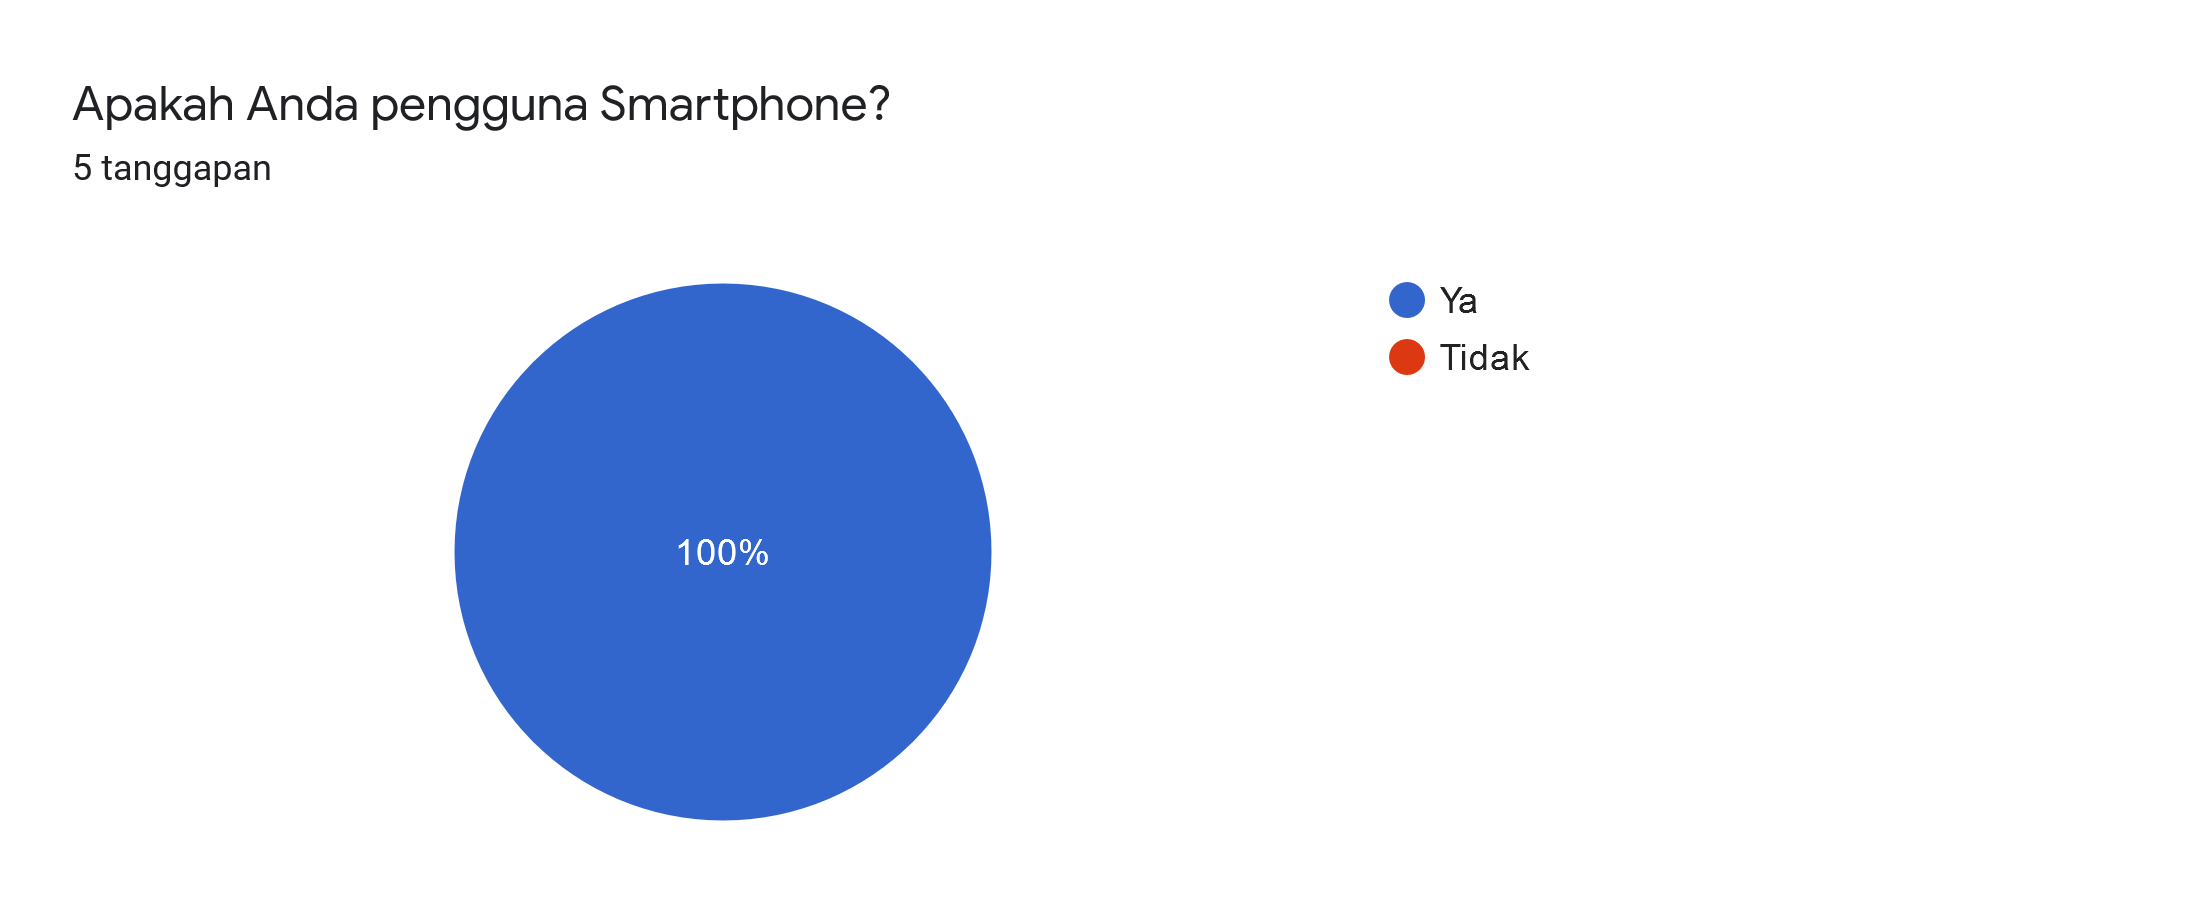 Apakah Anda pengguna Smartphone?
5 tanggapan
Ya
Tidak
100%